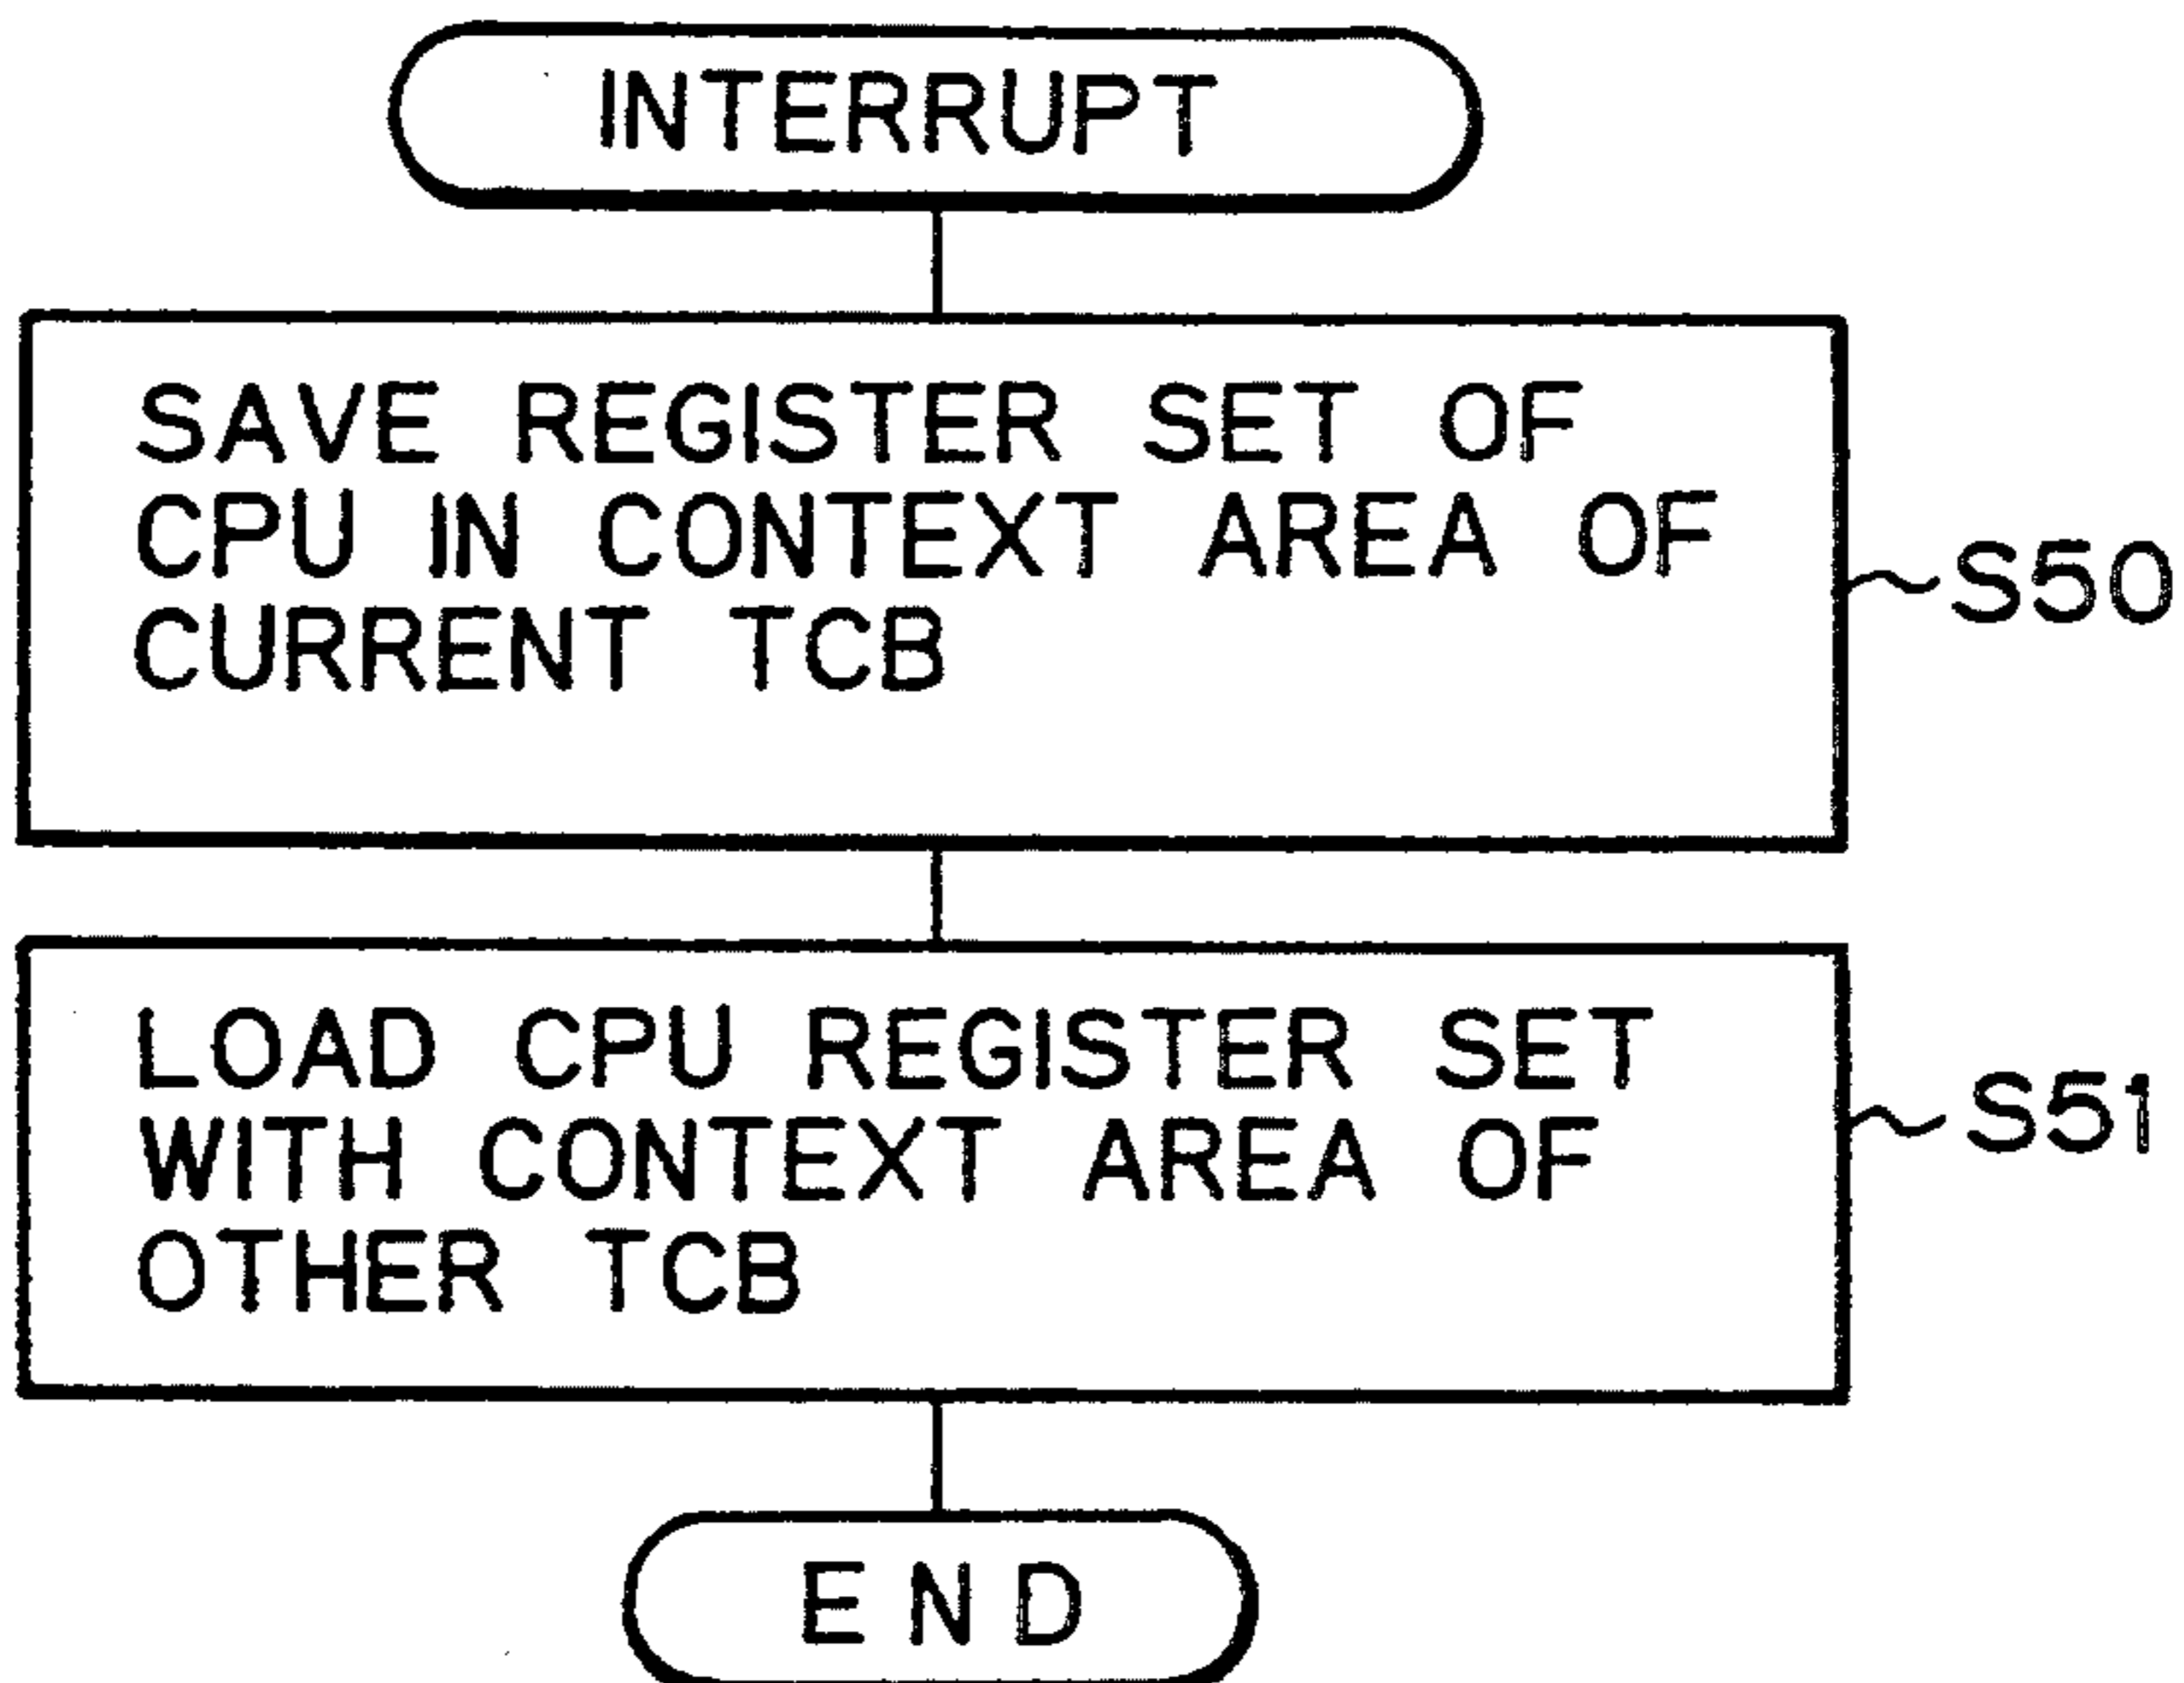 INTERRUPT
SAVE REGISTER SET OF
CPU IN CONTEXT AREA OF
CURRENT TCB
S50
LOAD CPU REGISTER SET
WITH CONTEXT AREA OF
OTHER TCB
S51
END